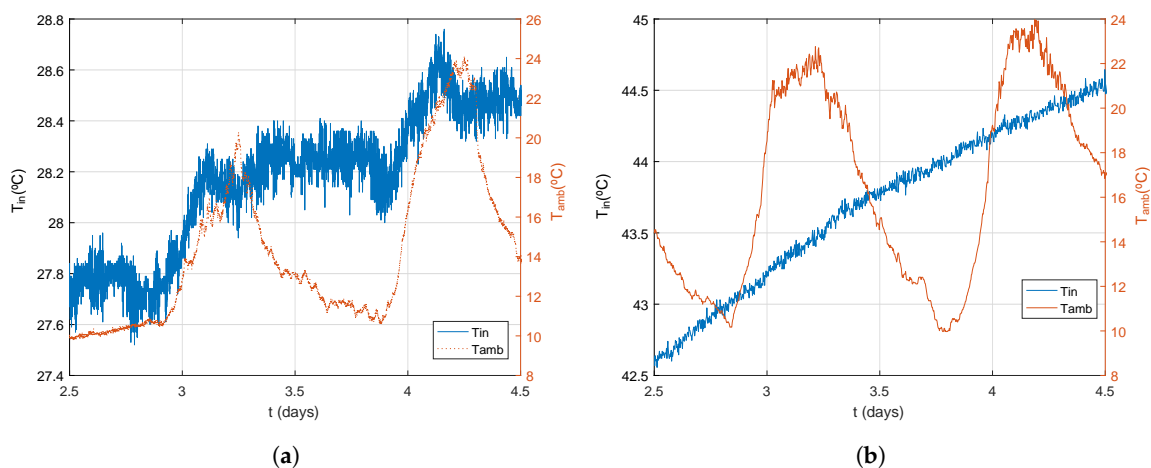 28.8
28.6
28.4
28.2
28
27.8
27.6
27.4
T_in(ºC)
26
24
22
20
18
16
14
12
10
8
T_amb(ºC)
Tin
Tamb
2.5 3 3.5 4 4.5
t (days)
(a)
45
44.5
44
43.5
43
42.5
T_in(ºC)
24
22
20
18
16
14
12
10
8
T_amb(ºC)
Tin
Tamb
2.5 3 3.5 4 4.5
t (days)
(b)